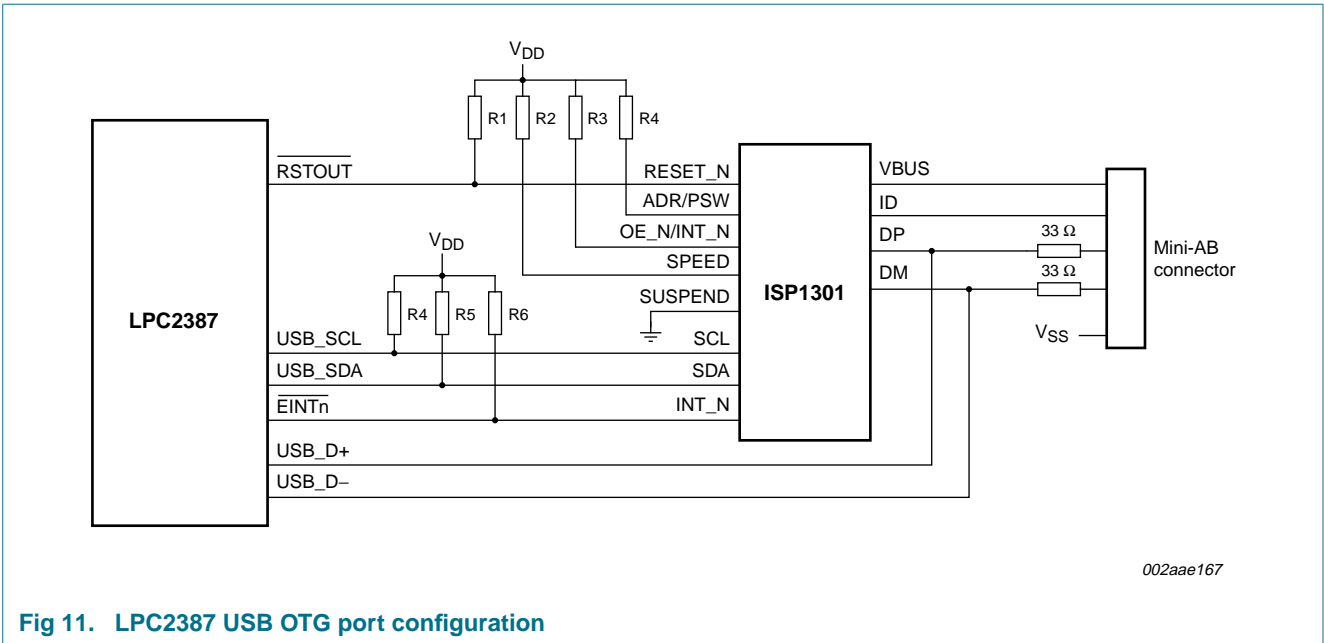 VDD
R1 R2 R3 R4
LPC2387
RSTOUT
RESET_N
ADR/PSW
OE_N/INT_N
SPEED
SUSPEND
VDD
R4 R5 R6
USB_SCL
USB_SDA
EINTn
USB_D+
USB_D−
SCL
SDA
INT_N
ISP1301
VBUS
ID
DP
DM
33 Ω
33 Ω
VSS
Mini-AB
connector
002aae167
Fig 11. LPC2387 USB OTG port configuration